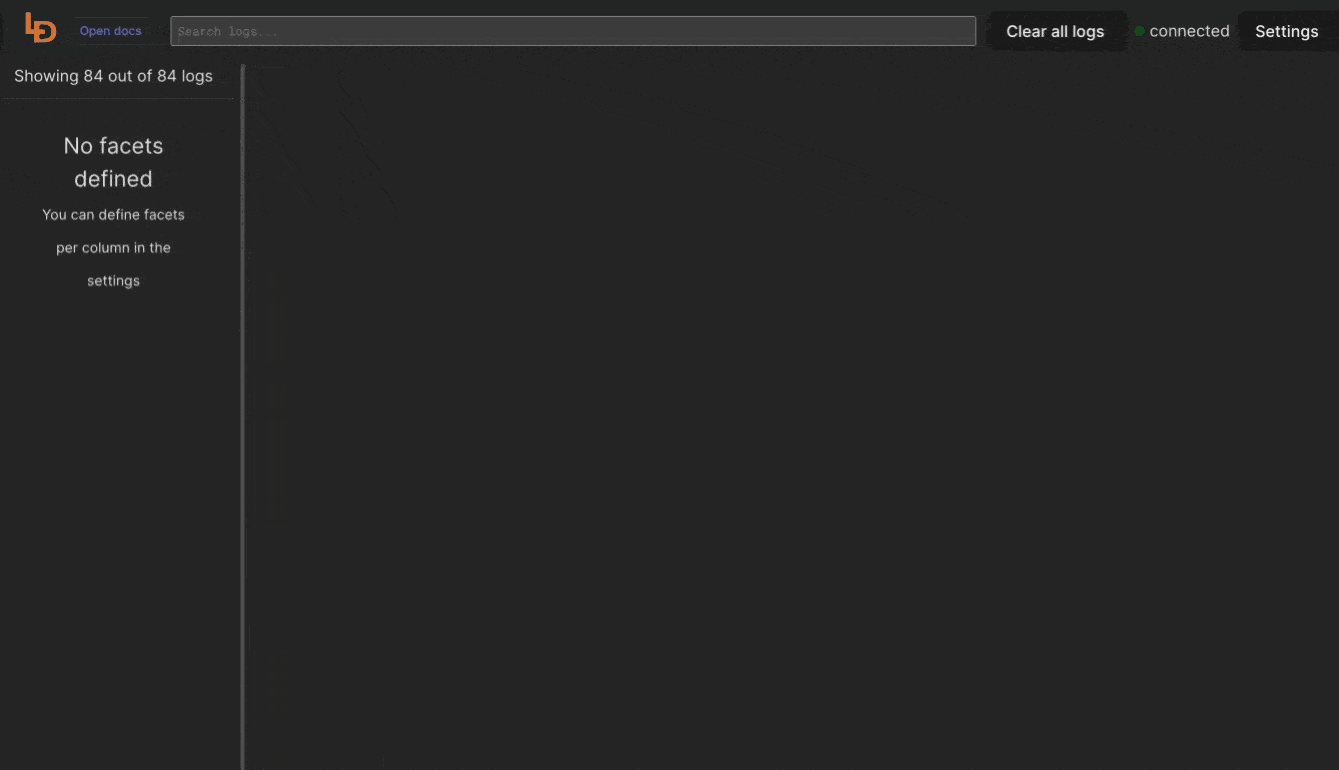 LD
Open docs
Search logs...
Clear all logs
connected
Settings
Showing 84 out of 84 logs
No facets
defined
You can define facets
per column in the
settings